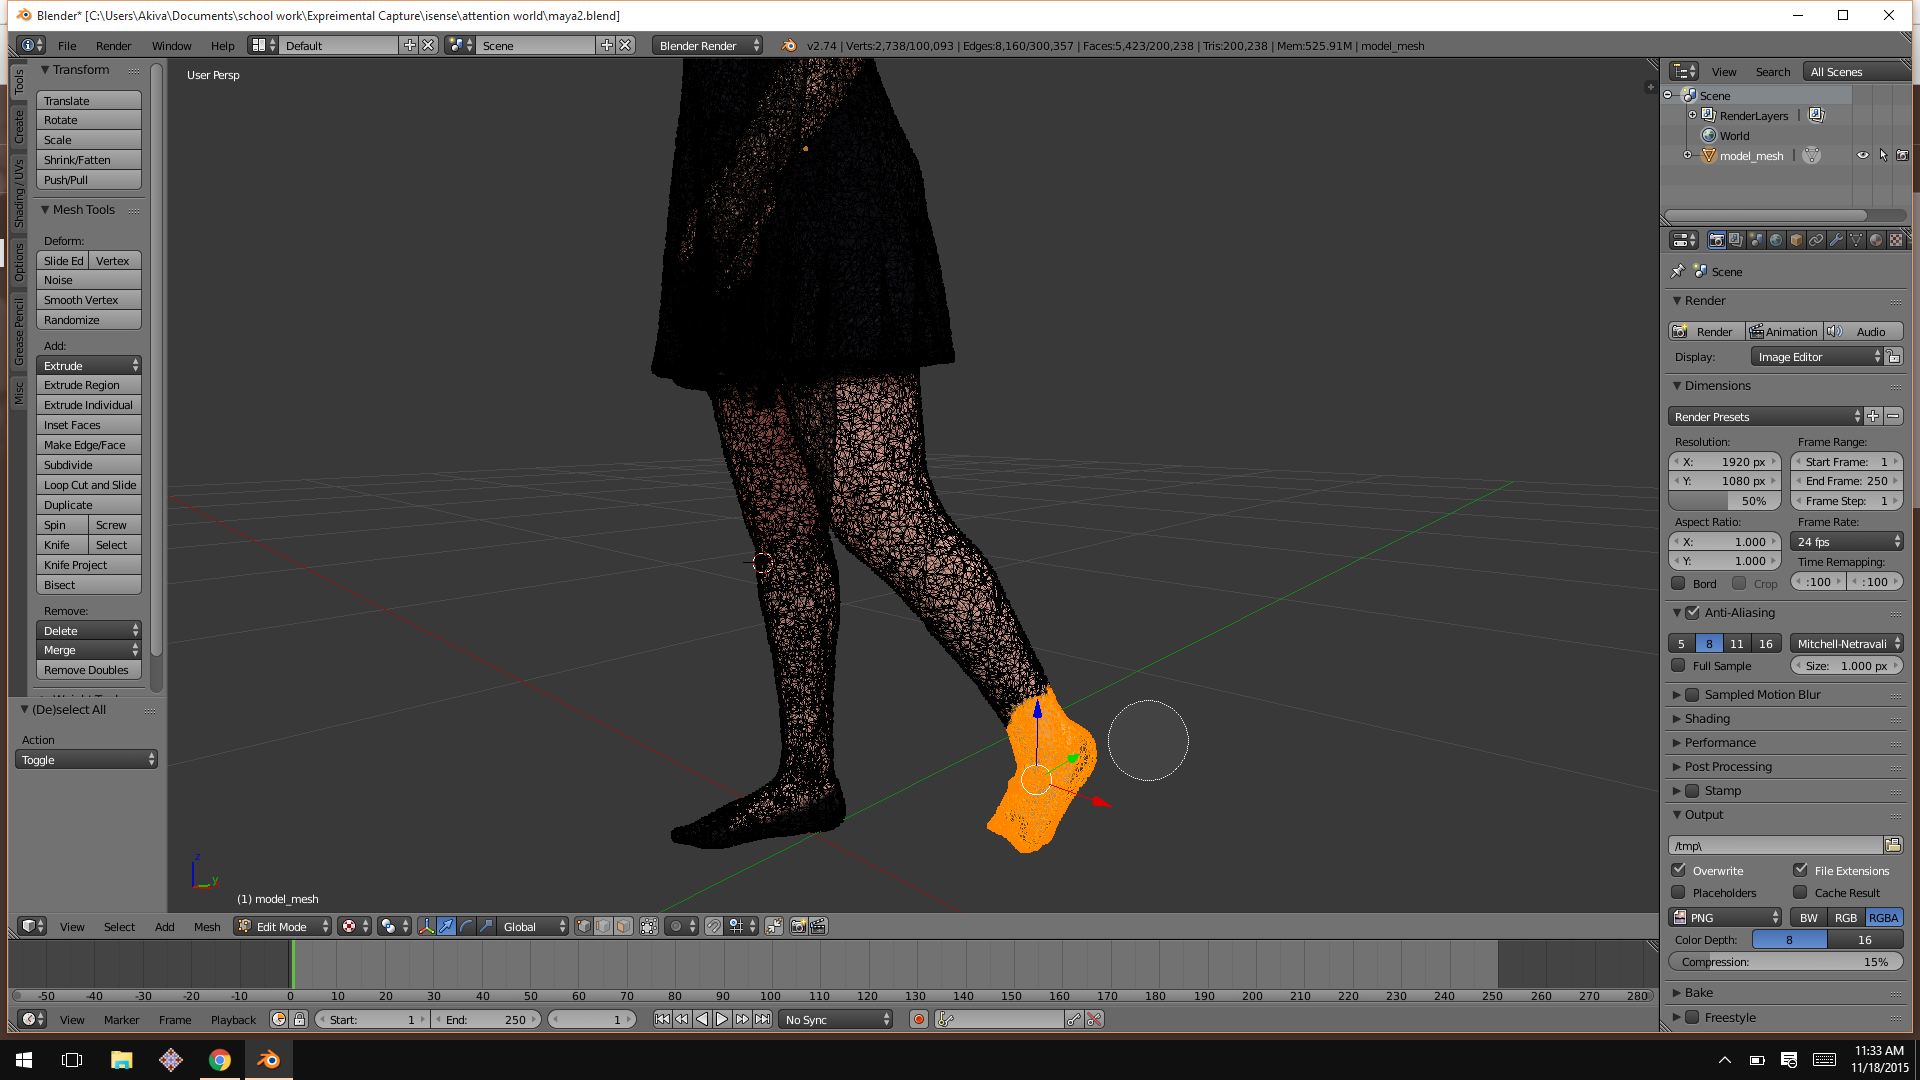 Blender* [C:\Users\Akiva\Documents\school work\Expreimental Capture\isense\attention world\maya2.blend]
File Render Window Help Default Scene Blender Render v2.74 | Verts:2,738/100,093 | Edges:8,160/300,357 | Faces:5,423/200,238 | Tris:200,238 | Mem:525.91M | model_mesh
Tools
Create
Shading / UVs
Options
Grease Pencil
Misc
Transform
Translate
Rotate
Scale
Shrink/Fatten
Push/Pull
Mesh Tools
Deform:
Slide Ed Vertex
Noise
Smooth Vertex
Randomize
Add:
Extrude
Extrude Region
Extrude Individual
Inset Faces
Make Edge/Face
Subdivide
Loop Cut and Slide
Duplicate
Spin Screw
Knife Select
Knife Project
Bisect
Remove:
Delete
Merge
Remove Doubles
(De)select All
Action
Toggle
User Persp
z
y
(1) model_mesh
View Select Add Mesh Edit Mode Global
View Search All Scenes
Scene
RenderLayers |
World
model_mesh |
Scene
Render
Render Animation Audio
Display: Image Editor
Dimensions
Render Presets
Resolution: Frame Range:
X: 1920 px Start Frame: 1
Y: 1080 px End Frame: 250
50% Frame Step: 1
Aspect Ratio: Frame Rate:
X: 1.000 24 fps
Y: 1.000 Time Remapping:
Bord Crop :100 :100
Anti-Aliasing
5 8 11 16 Mitchell-Netravali
Full Sample Size: 1.000 px
Sampled Motion Blur
Shading
Performance
Post Processing
Stamp
Output
/tmp\
Overwrite File Extensions
Placeholders Cache Result
PNG BW RGB RGBA
Color Depth: 8 16
Compression: 15%
Bake
Freestyle
-50 -40 -30 -20 -10 0 10 20 30 40 50 60 70 80 90 100 110 120 130 140 150 160 170 180 190 200 210 220 230 240 250 260 270 280
View Marker Frame Playback Start: 1 End: 250 1 No Sync
11:33 AM
11/18/2015